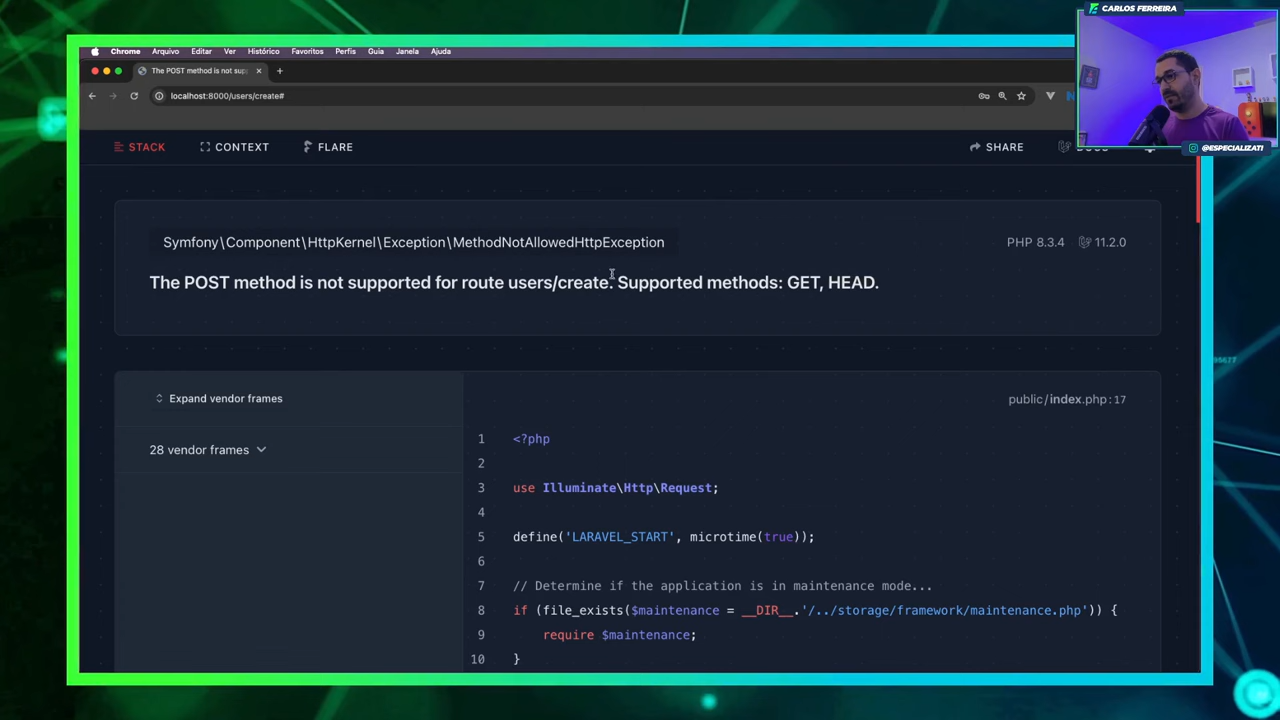 CARLOS FERREIRA
Chrome Arquivo Editar Ver Histórico Favoritos Perfis Guia Janela Ajuda
The POST method is not sup
localhost:8000/users/create#
STACK CONTEXT FLARE SHARE
@ESPECIALIZATI
Symfony\Component\HttpKernel\Exception\MethodNotAllowedHttpException PHP 8.3.4 11.2.0
The POST method is not supported for route users/create. Supported methods: GET, HEAD.
Expand vendor frames public/index.php:17
28 vendor frames
1 <?php
2
3 use Illuminate\Http\Request;
4
5 define('LARAVEL_START', microtime(true));
6
7 // Determine if the application is in maintenance mode...
8 if (file_exists($maintenance = __DIR__.'/../storage/framework/maintenance.php')) {
9 require $maintenance;
10 }
95677